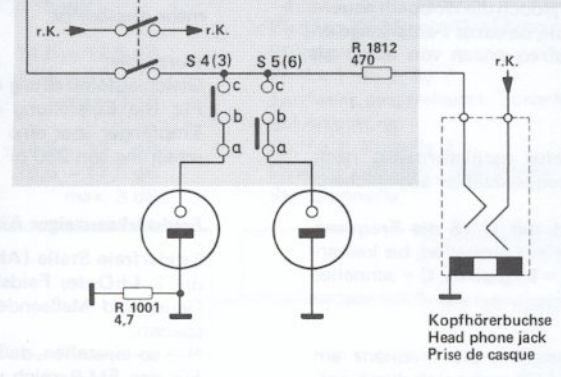 r.K.
r.K.
S 4 (3)
S 5 (6)
R 1812
470
r.K.
c
c
b
b
a
a
R 1001
4,7
Kopfhörerbuchse
Head phone jack
Prise de casque